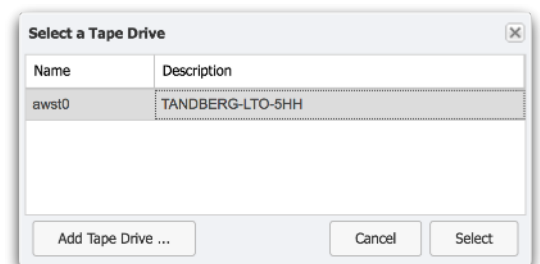 Select a Tape Drive
Name Description
awst0 TANDBERG-LTO-5HH
Add Tape Drive ... Cancel Select